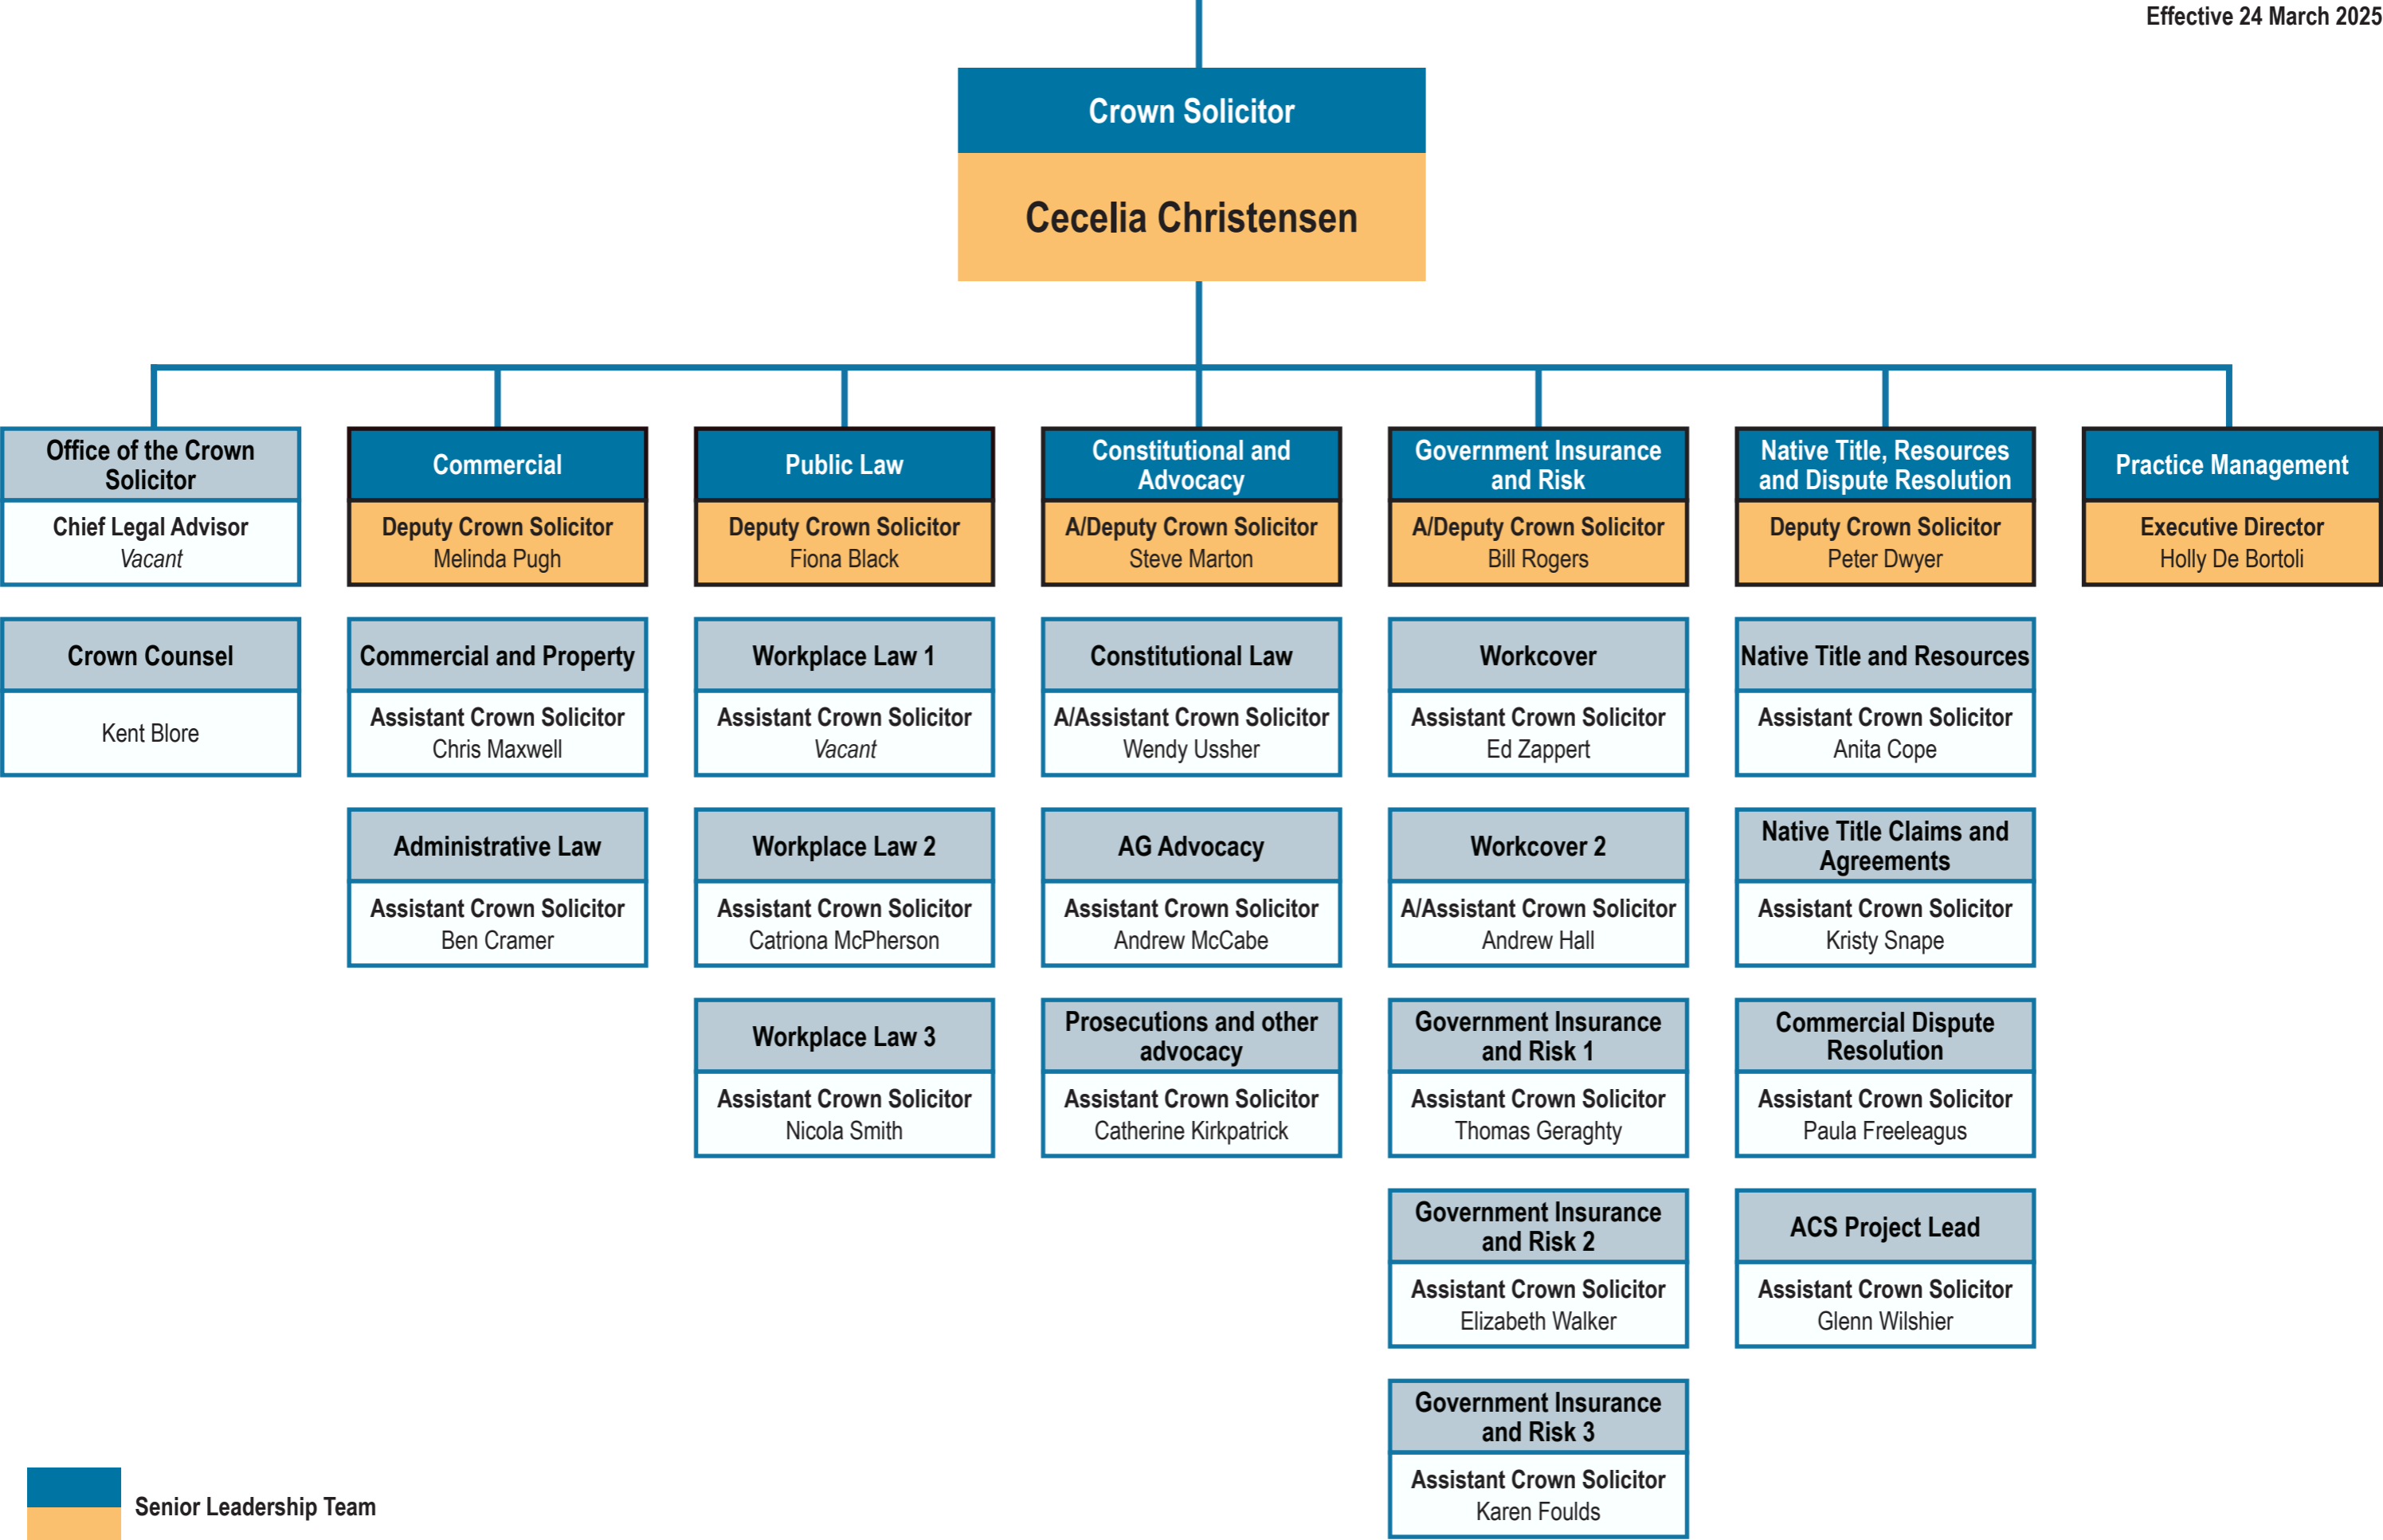 Effective 24 March 2025
Crown Solicitor
Cecelia Christensen
Office of the Crown
Solicitor
Chief Legal Advisor
Vacant
Crown Counsel
Kent Blore
Commercial
Deputy Crown Solicitor
Melinda Pugh
Commercial and Property
Assistant Crown Solicitor
Chris Maxwell
Administrative Law
Assistant Crown Solicitor
Ben Cramer
Public Law
Deputy Crown Solicitor
Fiona Black
Workplace Law 1
Assistant Crown Solicitor
Vacant
Workplace Law 2
Assistant Crown Solicitor
Catriona McPherson
Workplace Law 3
Assistant Crown Solicitor
Nicola Smith
Constitutional and
Advocacy
A/Deputy Crown Solicitor
Steve Marton
Constitutional Law
A/Assistant Crown Solicitor
Wendy Ussher
AG Advocacy
Assistant Crown Solicitor
Andrew McCabe
Prosecutions and other
advocacy
Assistant Crown Solicitor
Catherine Kirkpatrick
Government Insurance
and Risk
A/Deputy Crown Solicitor
Bill Rogers
Workcover
Assistant Crown Solicitor
Ed Zappert
Workcover 2
A/Assistant Crown Solicitor
Andrew Hall
Government Insurance
and Risk 1
Assistant Crown Solicitor
Thomas Geraghty
Government Insurance
and Risk 2
Assistant Crown Solicitor
Elizabeth Walker
Government Insurance
and Risk 3
Assistant Crown Solicitor
Karen Foulds
Native Title, Resources
and Dispute Resolution
Deputy Crown Solicitor
Peter Dwyer
Native Title and Resources
Assistant Crown Solicitor
Anita Cope
Native Title Claims and
Agreements
Assistant Crown Solicitor
Kristy Snape
Commercial Dispute
Resolution
Assistant Crown Solicitor
Paula Freeleagus
ACS Project Lead
Assistant Crown Solicitor
Glenn Wilshier
Practice Management
Executive Director
Holly De Bortoli
Senior Leadership Team